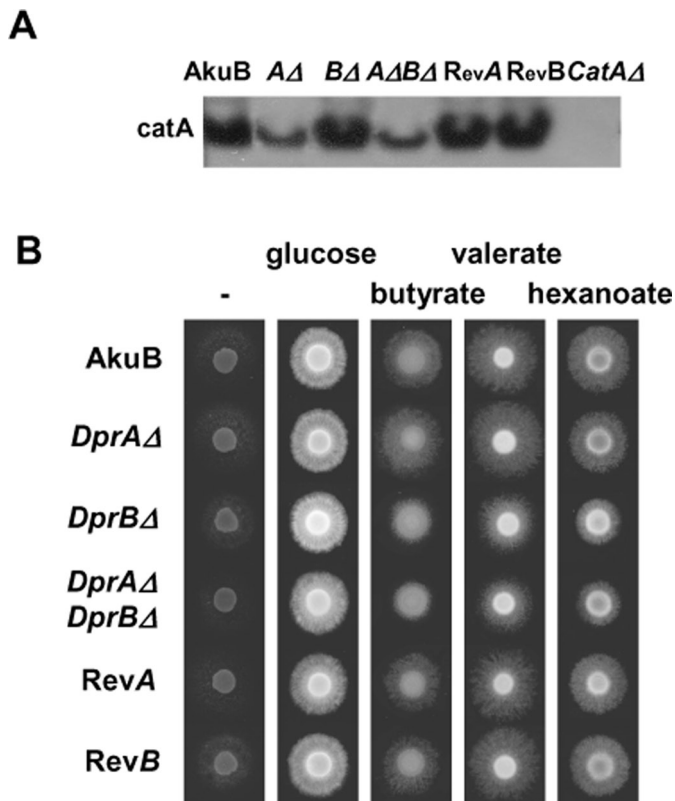 A
AkuB AΔ BΔ AΔBΔ RevA RevB CatAΔ
catA
B
glucose valerate
- butyrate hexanoate
AkuB
DprAΔ
DprBΔ
DprAΔ
DprBΔ
RevA
RevB